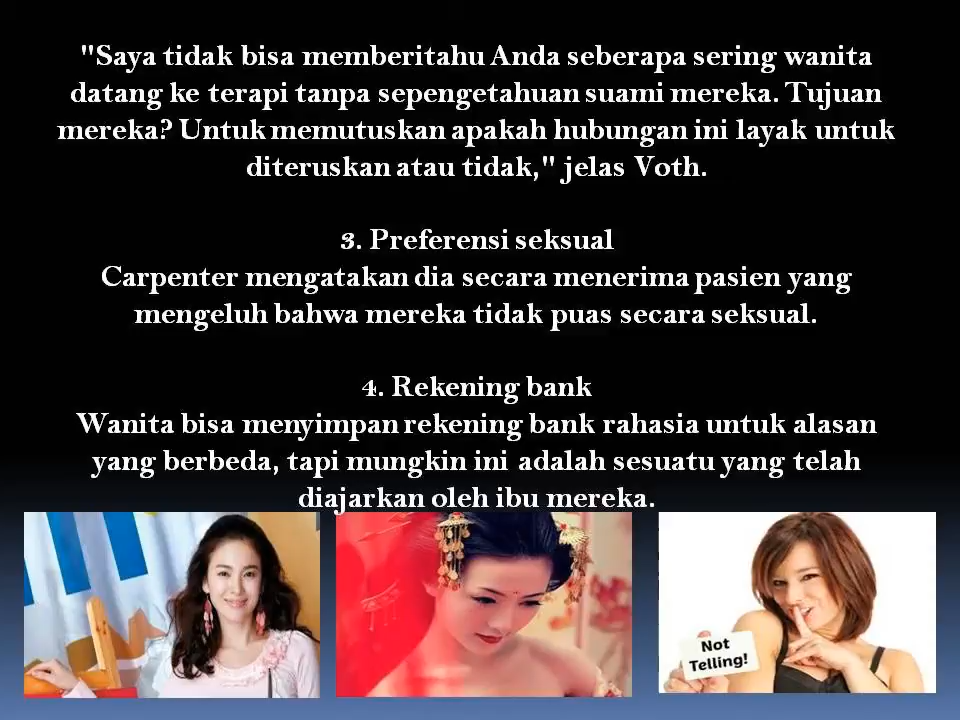 "Saya tidak bisa memberitahu Anda seberapa sering wanita
datang ke terapi tanpa sepengetahuan suami mereka. Tujuan
mereka? Untuk memutuskan apakah hubungan ini layak untuk
diteruskan atau tidak," jelas Voth.
3. Preferensi seksual
Carpenter mengatakan dia secara menerima pasien yang
mengeluh bahwa mereka tidak puas secara seksual.
4. Rekening bank
Wanita bisa menyimpan rekening bank rahasia untuk alasan
yang berbeda, tapi mungkin ini adalah sesuatu yang telah
diajarkan oleh ibu mereka.
Not
Telling!